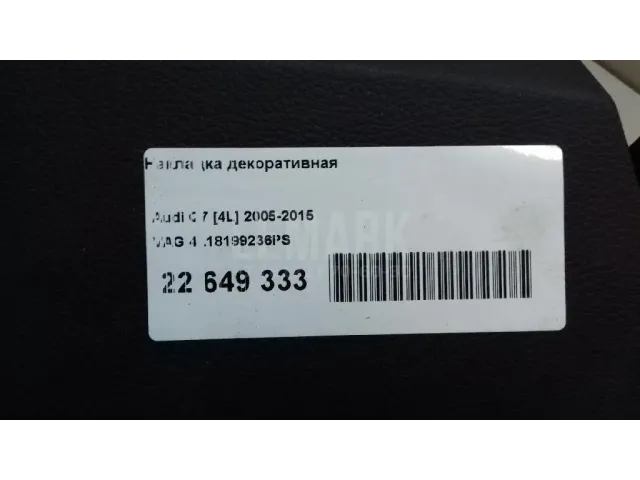 Накладка декоративная
Audi Q7 [4L] 2005-2015
VAG 4L18199236PS
22 649 333